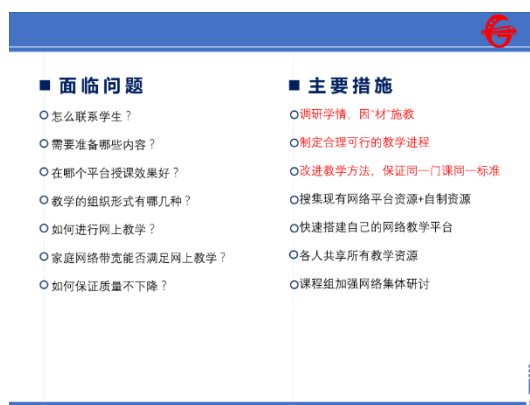 面临问题
怎么联系学生？
需要准备哪些内容？
在哪个平台授课效果好？
教学的组织形式有哪几种？
如何进行网上教学？
家庭网络带宽能否满足网上教学？
如何保证质量不下降？
主要措施
调研学情，因“材”施教
制定合理可行的教学进程
改进教学方法，保证同一门课同一标准
搜集现有网络平台资源+自制资源
快速搭建自己的网络教学平台
各人共享所有教学资源
课程组加强网络集体研讨